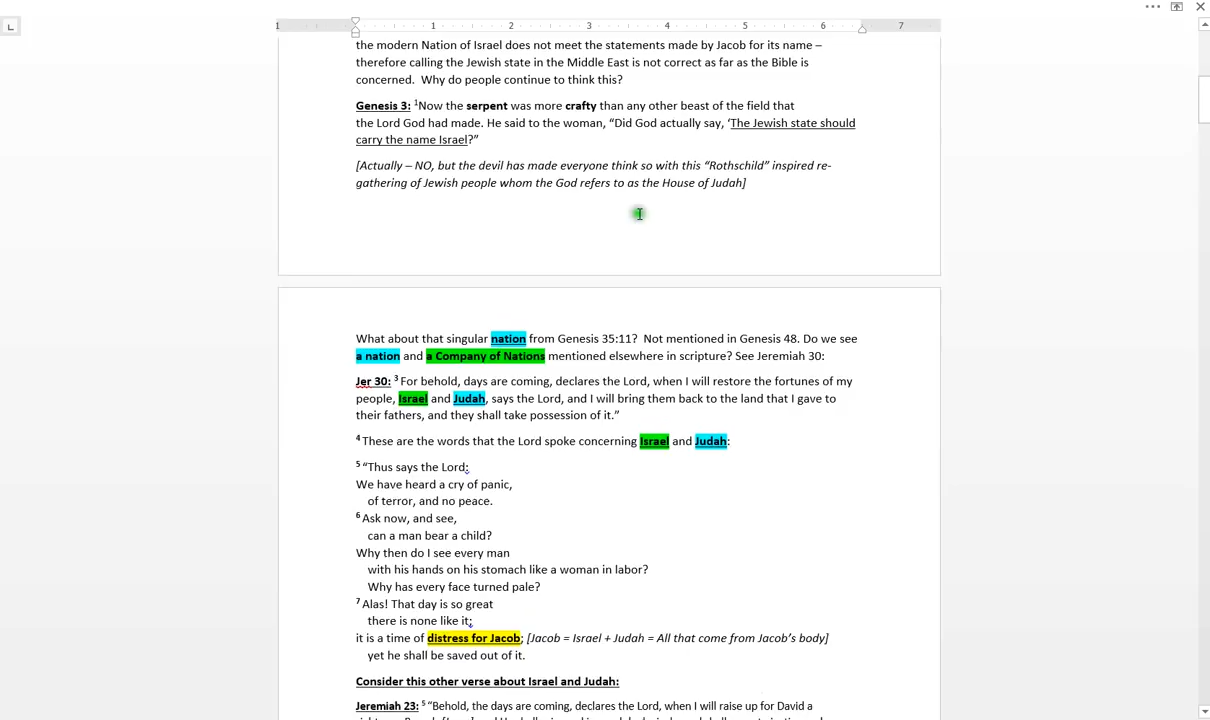 1 1 2 3 4 5 6 7
the modern Nation of Israel does not meet the statements made by Jacob for its name –
therefore calling the Jewish state in the Middle East is not correct as far as the Bible is
concerned.  Why do people continue to think this?
Genesis 3: 1Now the serpent was more crafty than any other beast of the field that
the Lord God had made. He said to the woman, “Did God actually say, ‘The Jewish state should
carry the name Israel?”
[Actually – NO, but the devil has made everyone think so with this “Rothschild” inspired re-
gathering of Jewish people whom the God refers to as the House of Judah]
What about that singular nation from Genesis 35:11?  Not mentioned in Genesis 48. Do we see
a nation and a Company of Nations mentioned elsewhere in scripture? See Jeremiah 30:
Jer 30: 3 For behold, days are coming, declares the Lord, when I will restore the fortunes of my
people, Israel and Judah, says the Lord, and I will bring them back to the land that I gave to
their fathers, and they shall take possession of it.”
4 These are the words that the Lord spoke concerning Israel and Judah:
5 “Thus says the Lord:
We have heard a cry of panic,
of terror, and no peace.
6 Ask now, and see,
can a man bear a child?
Why then do I see every man
with his hands on his stomach like a woman in labor?
Why has every face turned pale?
7 Alas! That day is so great
there is none like it;
it is a time of distress for Jacob; [Jacob = Israel + Judah = All that come from Jacob’s body]
yet he shall be saved out of it.
Consider this other verse about Israel and Judah:
Jeremiah 23: 5 “Behold, the days are coming, declares the Lord, when I will raise up for David a